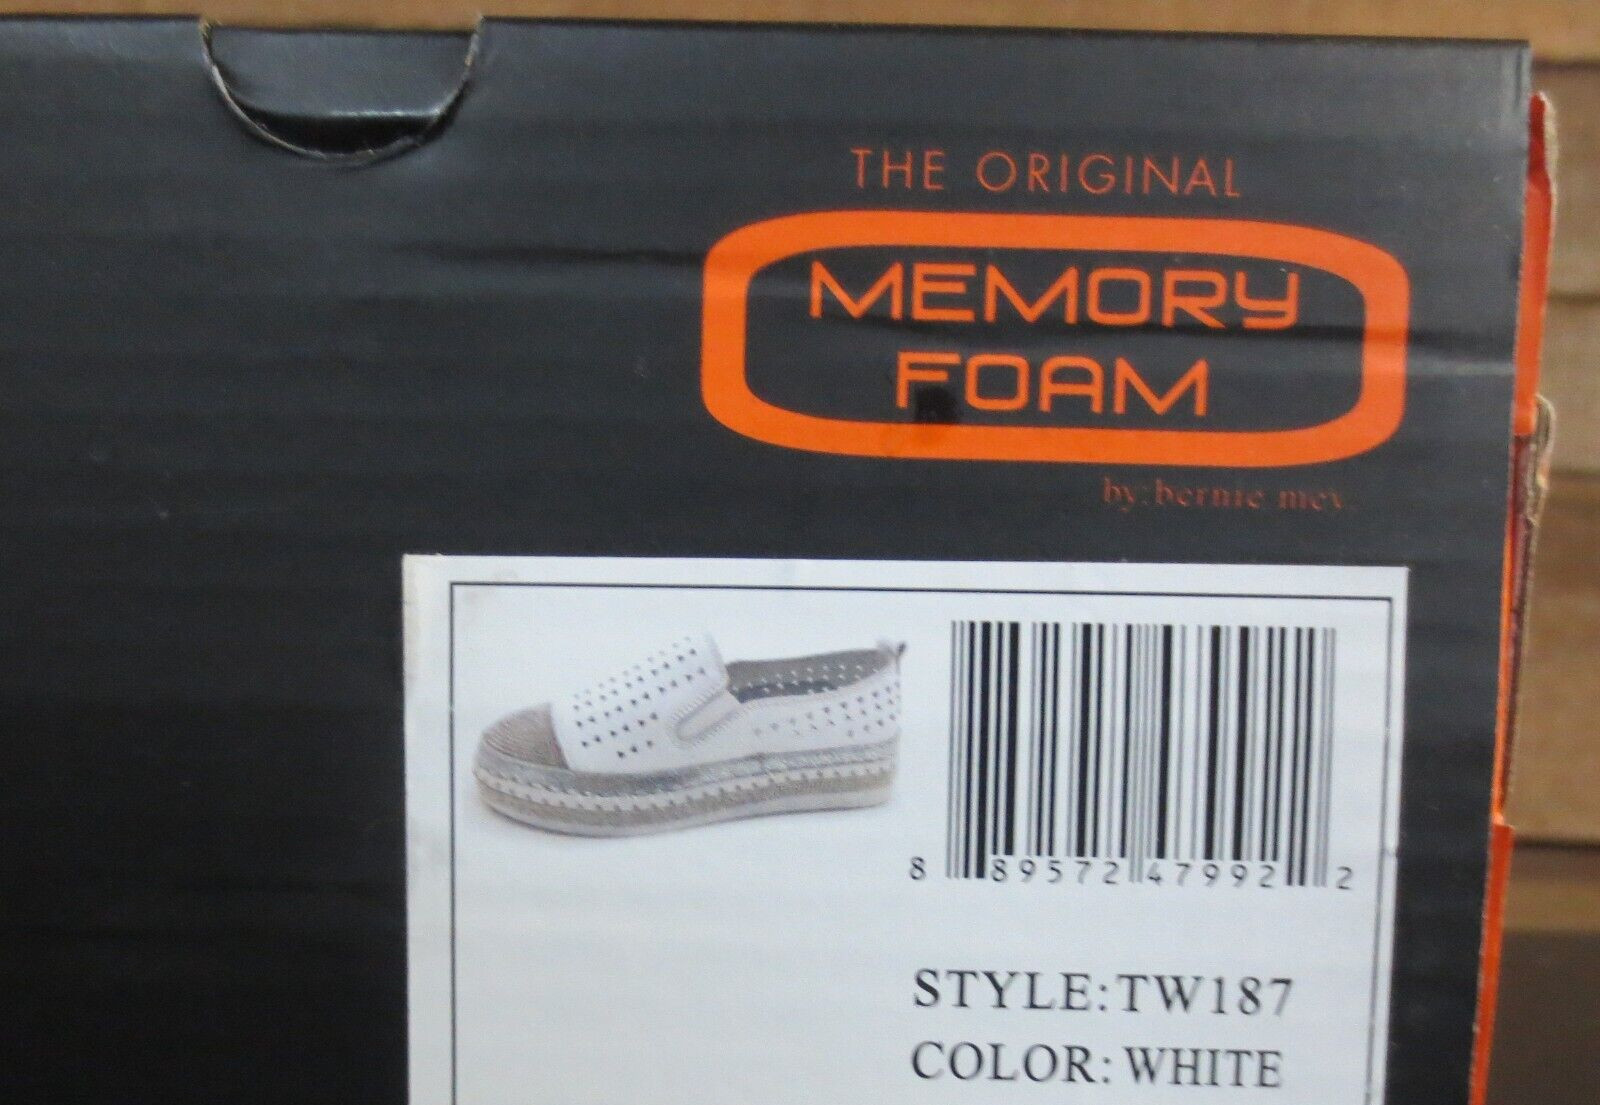 THE ORIGINAL
MEMORY
FOAM
by: bernie mev.
8 89572 47992 2
STYLE: TW187
COLOR: WHITE